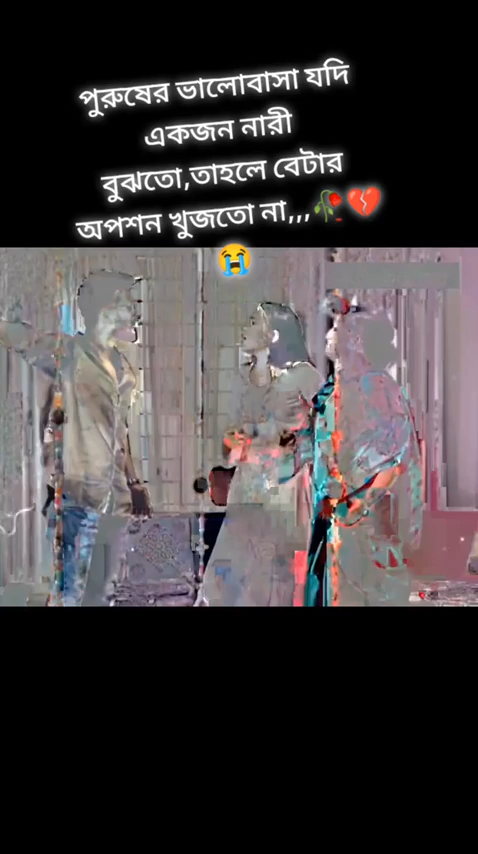 পুরুষের ভালোবাসা যদি
একজন নারী
বুঝতো,তাহলে বেটার
অপশন খুজতো না,,,🥀💔
😭